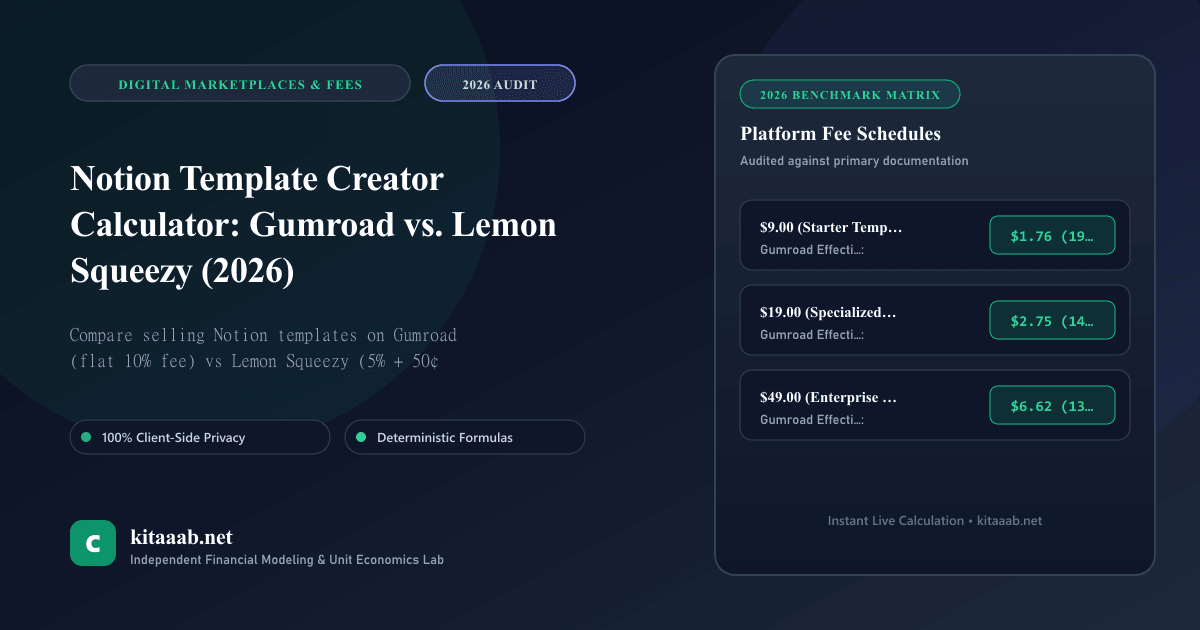 DIGITAL MARKETPLACES & FEES
2026 AUDIT
Notion Template Creator
Calculator: Gumroad vs. Lemon
Squeezy (2026)
Compare selling Notion templates on Gumroad
(flat 10% fee) vs Lemon Squeezy (5% + 50¢
100% Client-Side Privacy
Deterministic Formulas
C
kitaaab.net
Independent Financial Modeling & Unit Economics Lab
2026 BENCHMARK MATRIX
Platform Fee Schedules
Audited against primary documentation
$9.00 (Starter Temp…
Gumroad Effecti…:
$1.76 (19…
$19.00 (Specialized…
Gumroad Effecti…:
$2.75 (14…
$49.00 (Enterprise …
Gumroad Effecti…:
$6.62 (13…
Instant Live Calculation • kitaaab.net